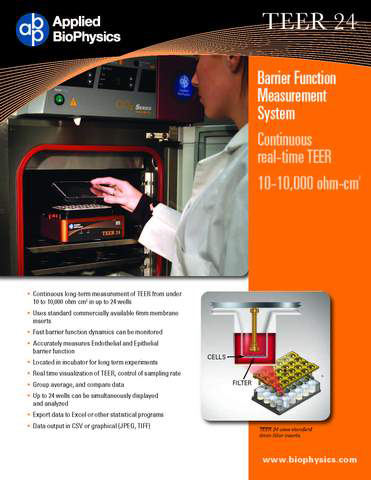 Applied
BioPhysics
TEER 24
Barrier Function
Measurement
System
Continuous
real-time TEER
10-10,000 ohm-cm²
TEER 24
• Continuous long-term measurement of TEER from under
10 to 10,000 ohm cm² in up to 24 wells
• Uses standard commercially available 6mm membrane
inserts
• Fast barrier function dynamics can be monitored
• Accurately measures Endothelial and Epithelial
barrier function
• Located in incubator for long term experiments
• Real time visualization of TEER, control of sampling rate
• Group average, and compare data
• Up to 24 wells can be simultaneously displayed
and analyzed
• Export data to Excel or other statistical programs
• Data output in CSV or graphical (JPEG, TIFF)
CELLS
FILTER
TEER 24 uses standard
6mm filter inserts.
www.biophysics.com